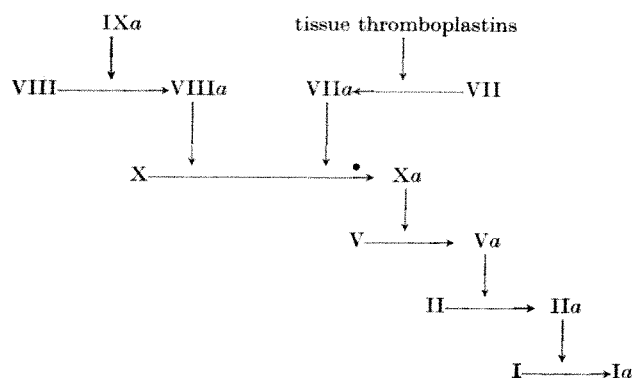 IXa tissue thromboplastins
VIII VIIIa VIIa VII
X Xa
V Va
II IIa
I Ia